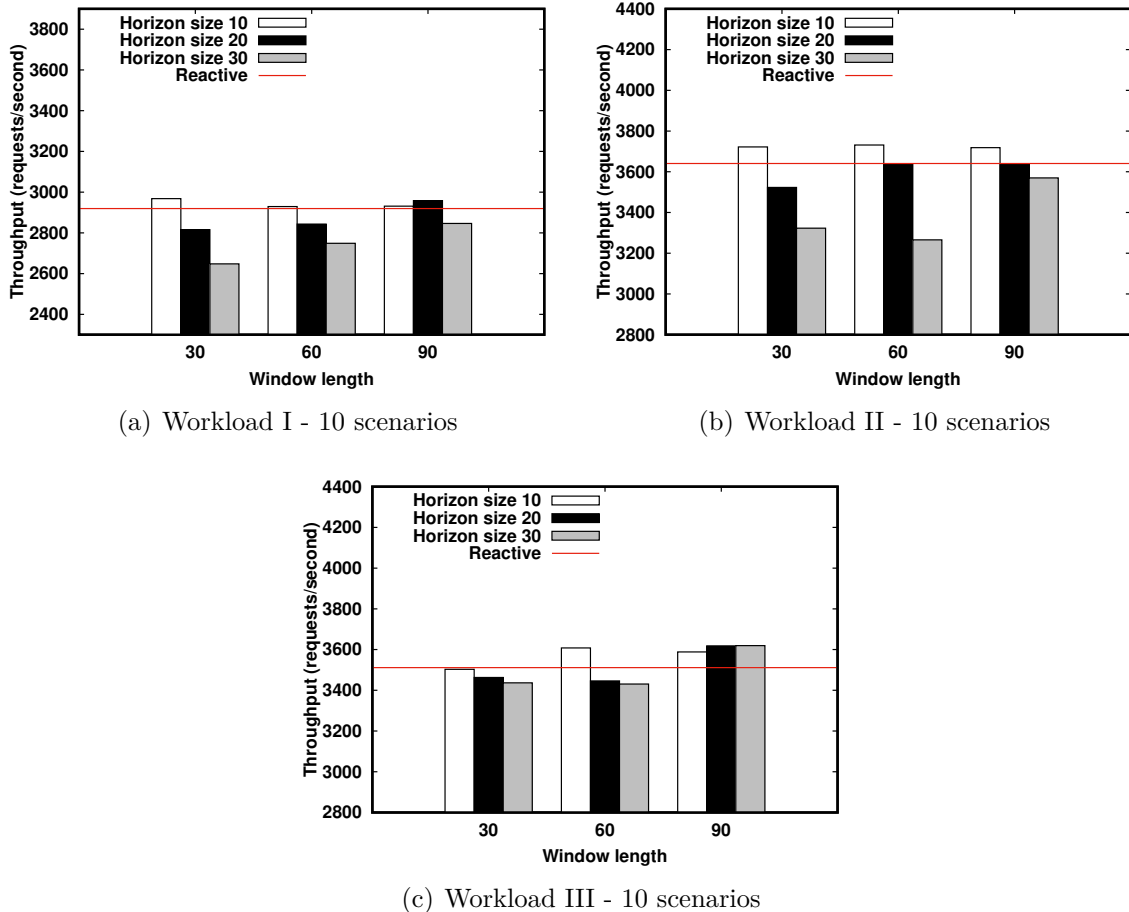 Throughput (requests/second)
3800
3600
3400
3200
3000
2800
2600
2400
Horizon size 10
Horizon size 20
Horizon size 30
Reactive
30 60 90
Window length
(a) Workload I - 10 scenarios
Throughput (requests/second)
4400
4200
4000
3800
3600
3400
3200
3000
2800
Horizon size 10
Horizon size 20
Horizon size 30
Reactive
30 60 90
Window length
(b) Workload II - 10 scenarios
Throughput (requests/second)
4400
4200
4000
3800
3600
3400
3200
3000
2800
Horizon size 10
Horizon size 20
Horizon size 30
Reactive
30 60 90
Window length
(c) Workload III - 10 scenarios